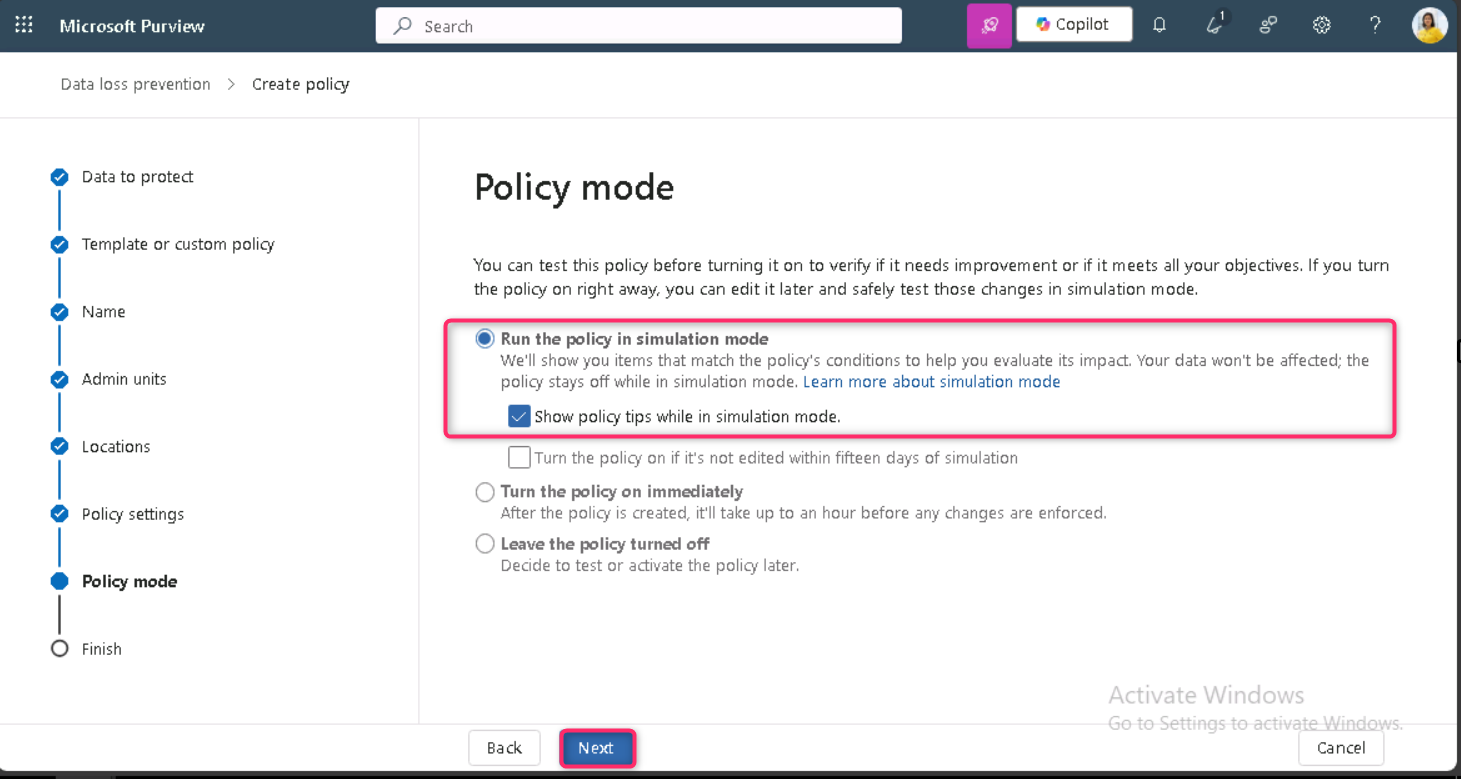 Microsoft Purview
Search
Copilot
1
?
Data loss prevention > Create policy
Data to protect
Template or custom policy
Name
Admin units
Locations
Policy settings
Policy mode
Finish
Policy mode
You can test this policy before turning it on to verify if it needs improvement or if it meets all your objectives. If you turn
the policy on right away, you can edit it later and safely test those changes in simulation mode.
Run the policy in simulation mode
We'll show you items that match the policy's conditions to help you evaluate its impact. Your data won't be affected; the
policy stays off while in simulation mode. Learn more about simulation mode
Show policy tips while in simulation mode.
Turn the policy on if it's not edited within fifteen days of simulation
Turn the policy on immediately
After the policy is created, it'll take up to an hour before any changes are enforced.
Leave the policy turned off
Decide to test or activate the policy later.
Activate Windows
Go to Settings to activate Windows.
Back
Next
Cancel